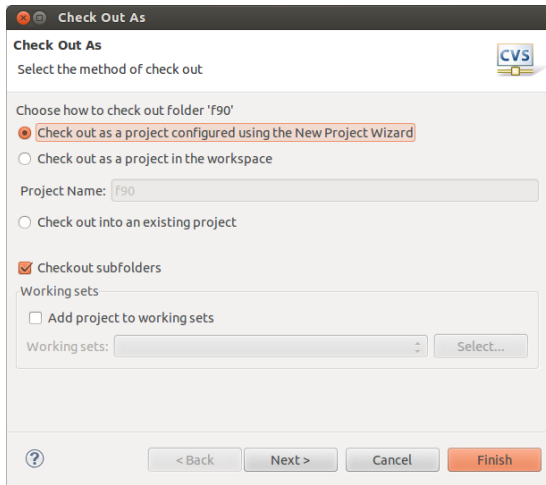 Check Out As
Check Out As
Select the method of check out
CVS
Choose how to check out folder 'f90'
Check out as a project configured using the New Project Wizard
Check out as a project in the workspace
Project Name: f90
Check out into an existing project
Checkout subfolders
Working sets
Add project to working sets
Working sets: Select...
? < Back Next > Cancel Finish